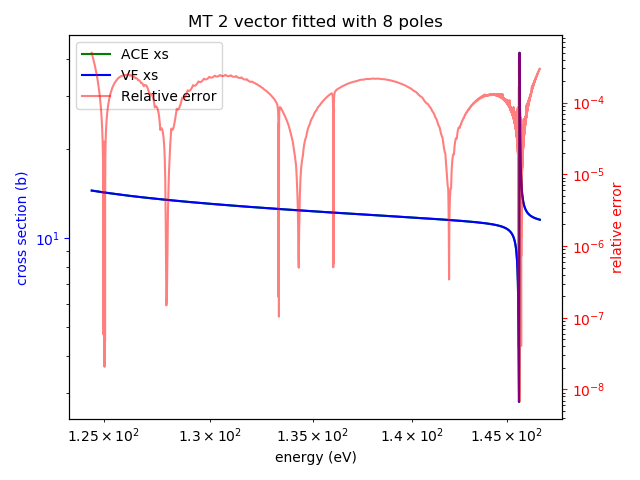 MT 2 vector fitted with 8 poles
ACE xs
VF xs
Relative error
cross section (b)
10¹
10⁻⁴
10⁻⁵
10⁻⁶
10⁻⁷
10⁻⁸
relative error
1.25 × 10² 1.3 × 10² 1.35 × 10² 1.4 × 10² 1.45 × 10²
energy (eV)